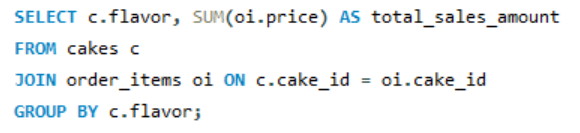 SELECT c.flavor, SUM(oi.price) AS total_sales_amount
FROM cakes c
JOIN order_items oi ON c.cake_id = oi.cake_id
GROUP BY c.flavor;